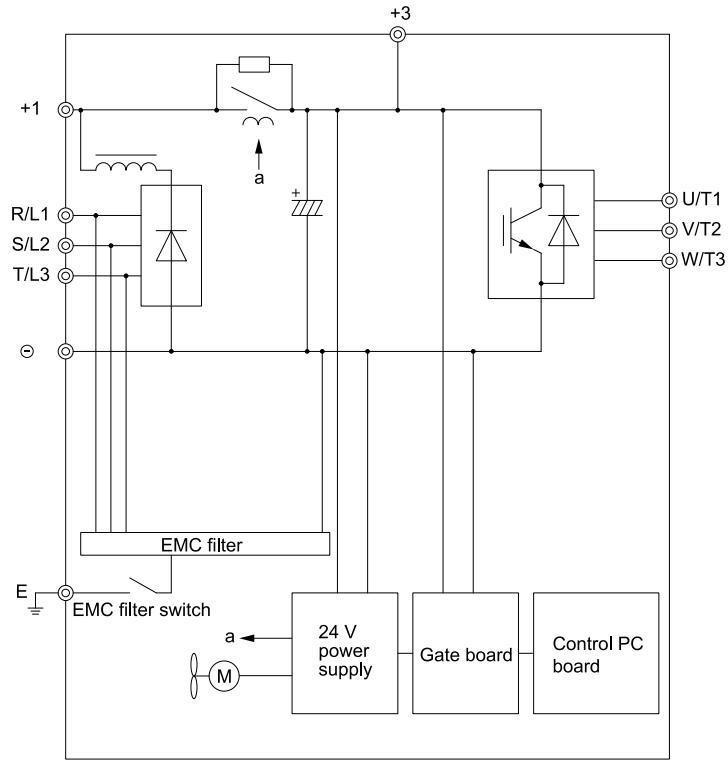 +3
+1
a
+
R/L1
S/L2
T/L3
U/T1
V/T2
W/T3
⊖
EMC filter
E
EMC filter switch
a
M
24 V
power
supply
Gate board
Control PC
board